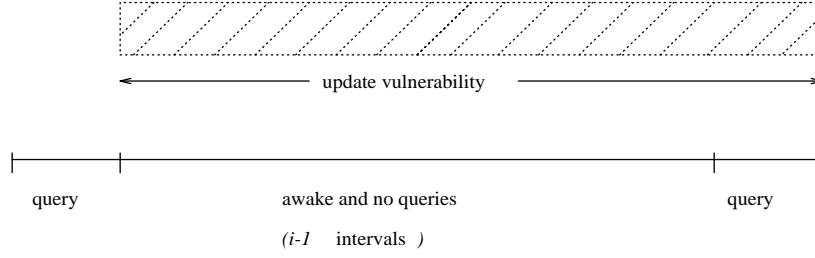 update vulnerability
query awake and no queries query
(i-1 intervals )